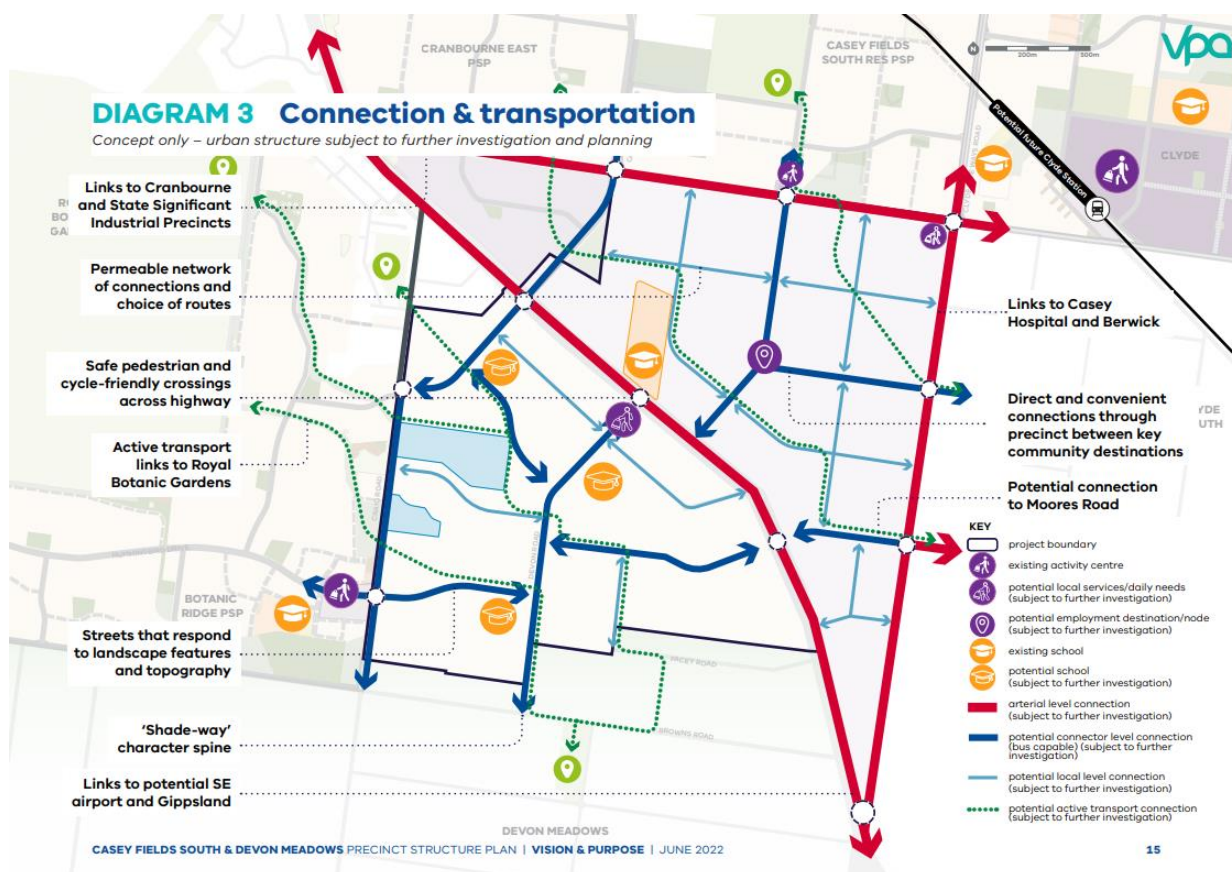 CRANBOURNE EAST
PSP
CASEY FIELDS
SOUTH RES PSP
N
200m
500m
vpa
DIAGRAM 3 Connection & transportation
Concept only – urban structure subject to further investigation and planning
Potential future Clyde Station
CLYDE
Links to Cranbourne
and State Significant
Industrial Precincts
Permeable network
of connections and
choice of routes
Safe pedestrian and
cycle-friendly crossings
across highway
Active transport
links to Royal
Botanic Gardens
BOTANIC
RIDGE PSP
Streets that respond
to landscape features
and topography
'Shade-way'
character spine
Links to potential SE
airport and Gippsland
CRAIG ROAD
DEVON ROAD
FACEY ROAD
BROWNS ROAD
DEVON MEADOWS
Links to Casey
Hospital and Berwick
Direct and convenient
connections through
precinct between key
community destinations
Potential connection
to Moores Road
KEY
project boundary
existing activity centre
potential local services/daily needs
(subject to further investigation)
potential employment destination/node
(subject to further investigation)
existing school
potential school
(subject to further investigation)
arterial level connection
(subject to further investigation)
potential connector level connection
(bus capable) (subject to further
investigation)
potential local level connection
(subject to further investigation)
potential active transport connection
(subject to further investigation)
CASEY FIELDS SOUTH & DEVON MEADOWS PRECINCT STRUCTURE PLAN | VISION & PURPOSE | JUNE 2022
15